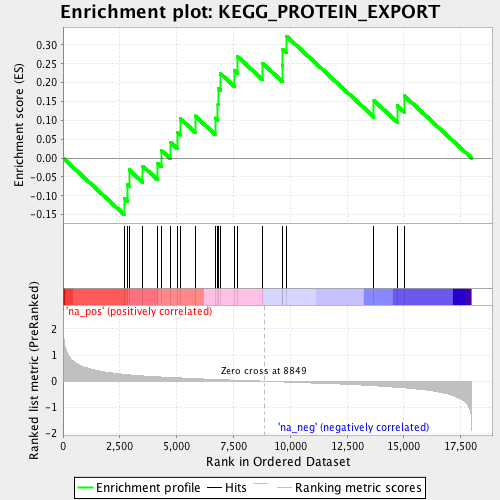 Enrichment plot: KEGG_PROTEIN_EXPORT
Enrichment score (ES)
0.30
0.25
0.20
0.15
0.10
0.05
0.00
-0.05
-0.10
-0.15
'na_pos' (positively correlated)
Ranked list metric (PreRanked)
2
1
0
-1
-2
Zero cross at 8849
'na_neg' (negatively correlated)
0
2,500
5,000
7,500
10,000
12,500
15,000
17,500
Rank in Ordered Dataset
Enrichment profile
Hits
Ranking metric scores